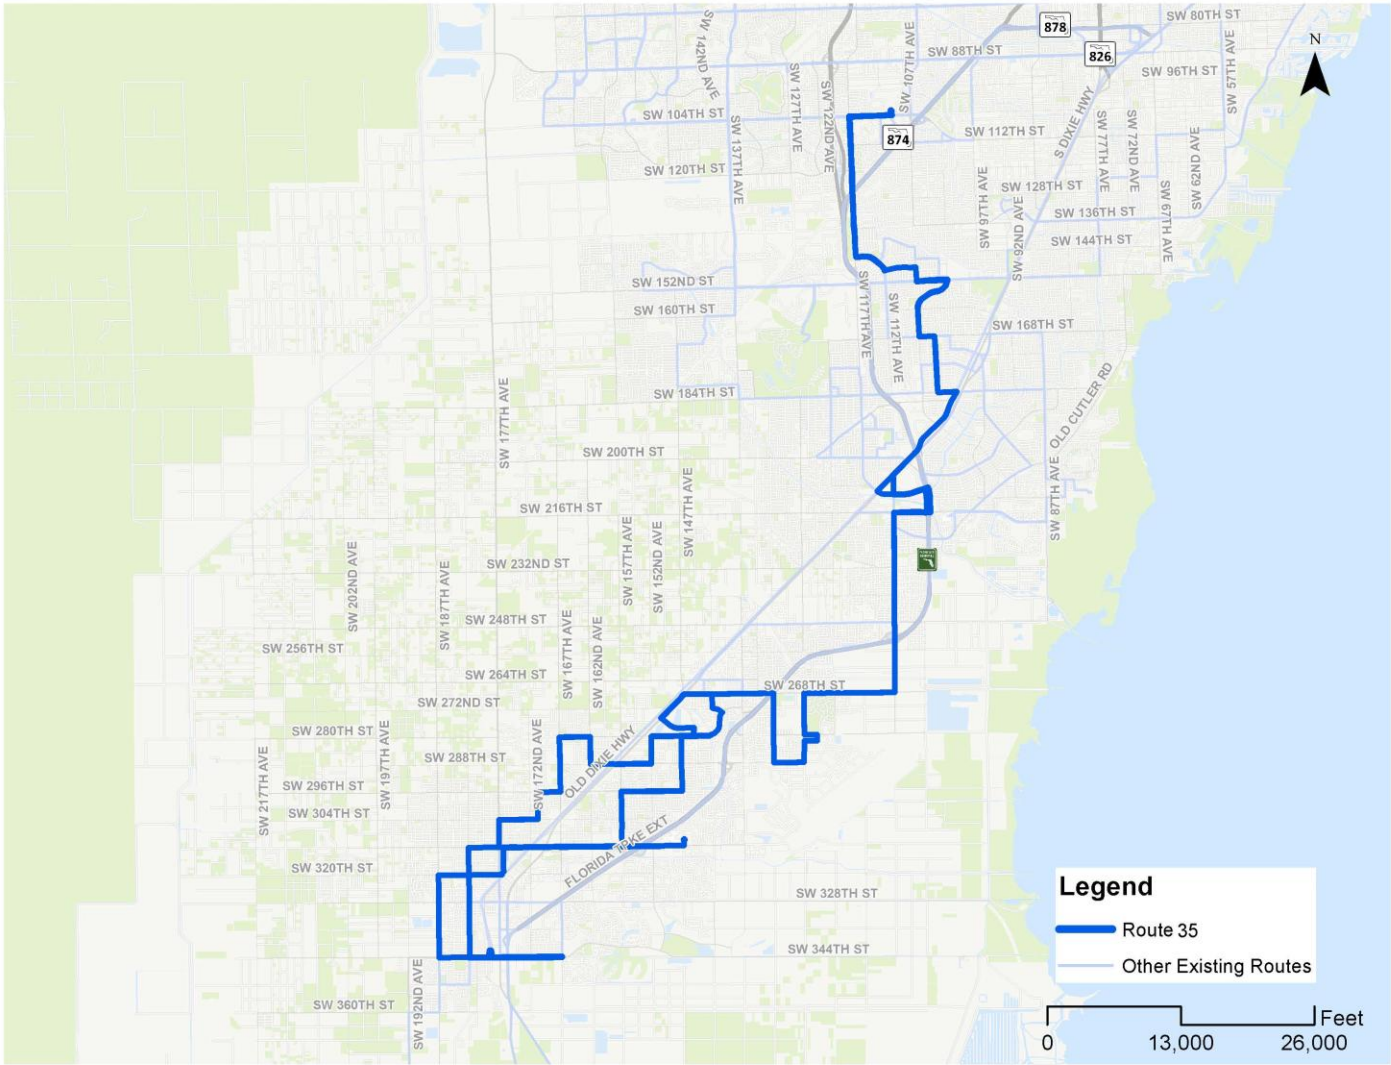 SW 80TH ST
878
826
N
SW 142ND AVE
SW 107TH AVE
SW 88TH ST
SW 57TH AVE
SW 96TH ST
SW 127TH AVE
SW 122ND AVE
S DIXIE HWY
SW 104TH ST
SW 137TH AVE
874
SW 112TH ST
SW 77TH AVE
SW 72ND AVE
SW 62ND AVE
SW 120TH ST
SW 97TH AVE
SW 128TH ST
SW 67TH AVE
SW 92ND AVE
SW 136TH ST
SW 144TH ST
SW 152ND ST
SW 117TH AVE
SW 112TH AVE
SW 160TH ST
SW 168TH ST
SW 177TH AVE
SW 184TH ST
OLD CUTLER RD
SW 200TH ST
SW 147TH AVE
SW 87TH AVE
SW 216TH ST
SW 157TH AVE
SW 152ND AVE
SW 202ND AVE
SW 187TH AVE
SW 232ND ST
SW 248TH ST
SW 167TH AVE
SW 162ND AVE
SW 256TH ST
SW 264TH ST
SW 268TH ST
SW 272ND ST
SW 280TH ST
SW 172ND AVE
OLD DIXIE HWY
SW 217TH AVE
SW 197TH AVE
SW 288TH ST
SW 296TH ST
SW 304TH ST
FLORIDA TPKE EXT
SW 320TH ST
SW 328TH ST
SW 344TH ST
SW 192ND AVE
SW 360TH ST
Legend
Route 35
Other Existing Routes
Feet
0 13,000 26,000